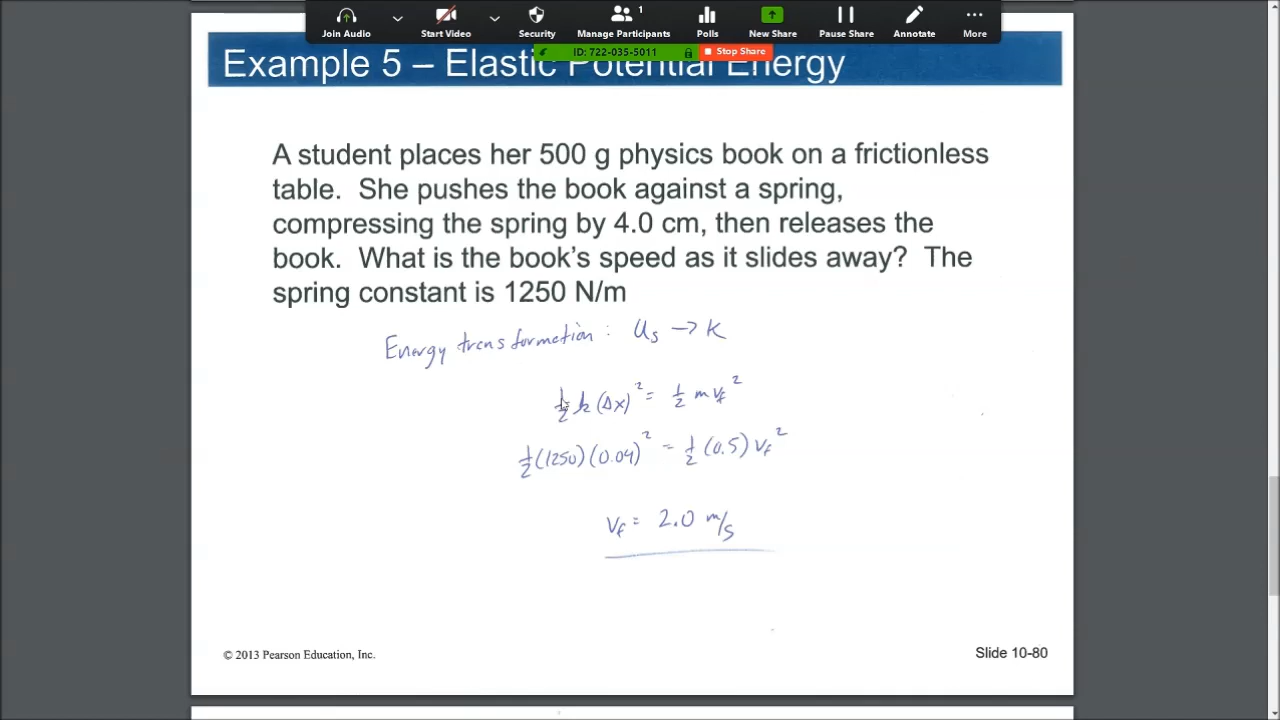 Join Audio
Start Video
Security
1
Manage Participants
Polls
New Share
Pause Share
Annotate
More
ID: 722-035-5011
Stop Share
Example 5 – Elastic Potential Energy
A student places her 500 g physics book on a frictionless
table. She pushes the book against a spring,
compressing the spring by 4.0 cm, then releases the
book. What is the book's speed as it slides away? The
spring constant is 1250 N/m
Energy transformation: Us → K
½ k (Δx)² = ½ m vf²
½ (1250) (0.04)² = ½ (0.5) vf²
vf = 2.0 m/s
© 2013 Pearson Education, Inc.
Slide 10-80